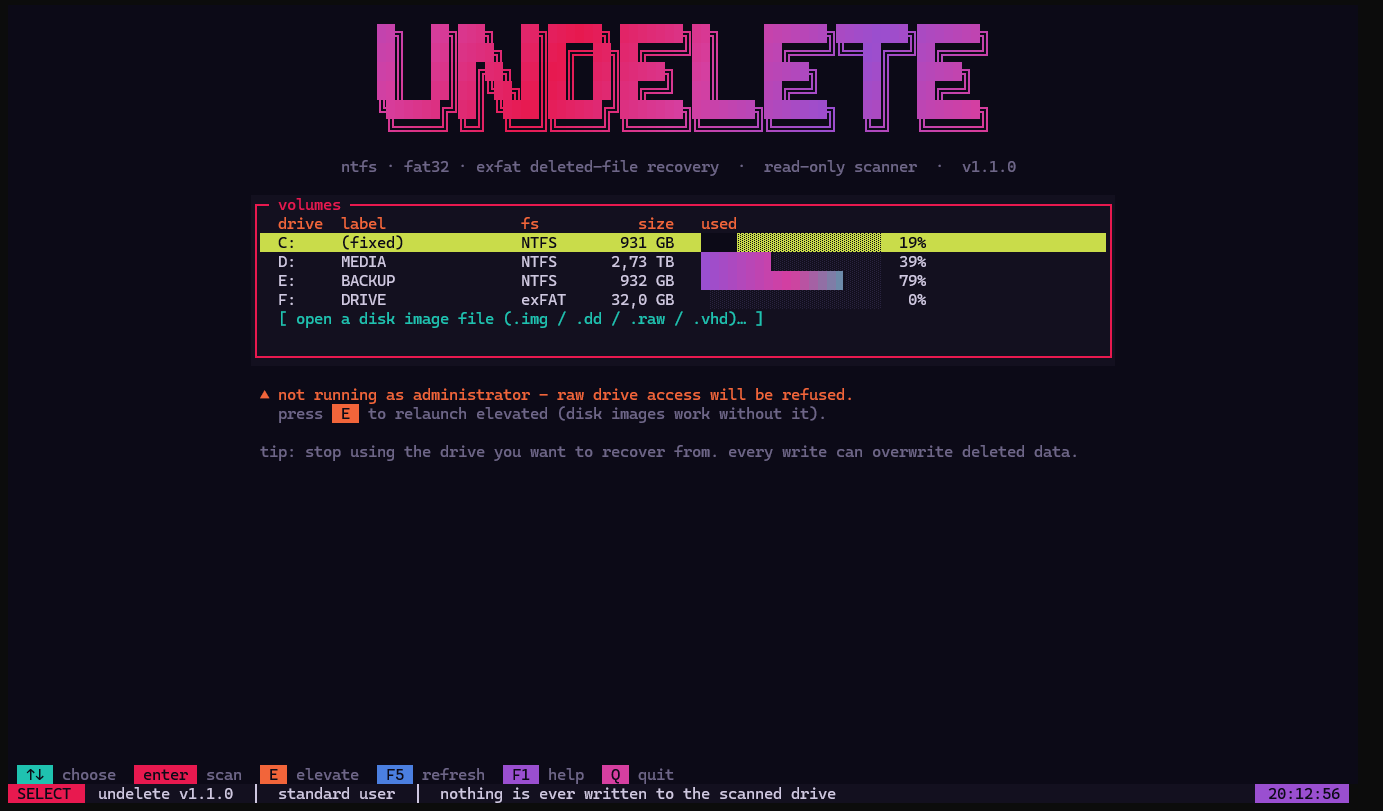 UNDELETE
ntfs · fat32 · exfat deleted-file recovery · read-only scanner · v1.1.0
volumes
drive label fs size used
C: (fixed) NTFS 931 GB 19%
D: MEDIA NTFS 2,73 TB 39%
E: BACKUP NTFS 932 GB 79%
F: DRIVE exFAT 32,0 GB 0%
[ open a disk image file (.img / .dd / .raw / .vhd)… ]
▲ not running as administrator — raw drive access will be refused.
press E to relaunch elevated (disk images work without it).
tip: stop using the drive you want to recover from. every write can overwrite deleted data.
↑↓ choose enter scan E elevate F5 refresh F1 help Q quit
SELECT undelete v1.1.0 │ standard user │ nothing is ever written to the scanned drive 20:12:56